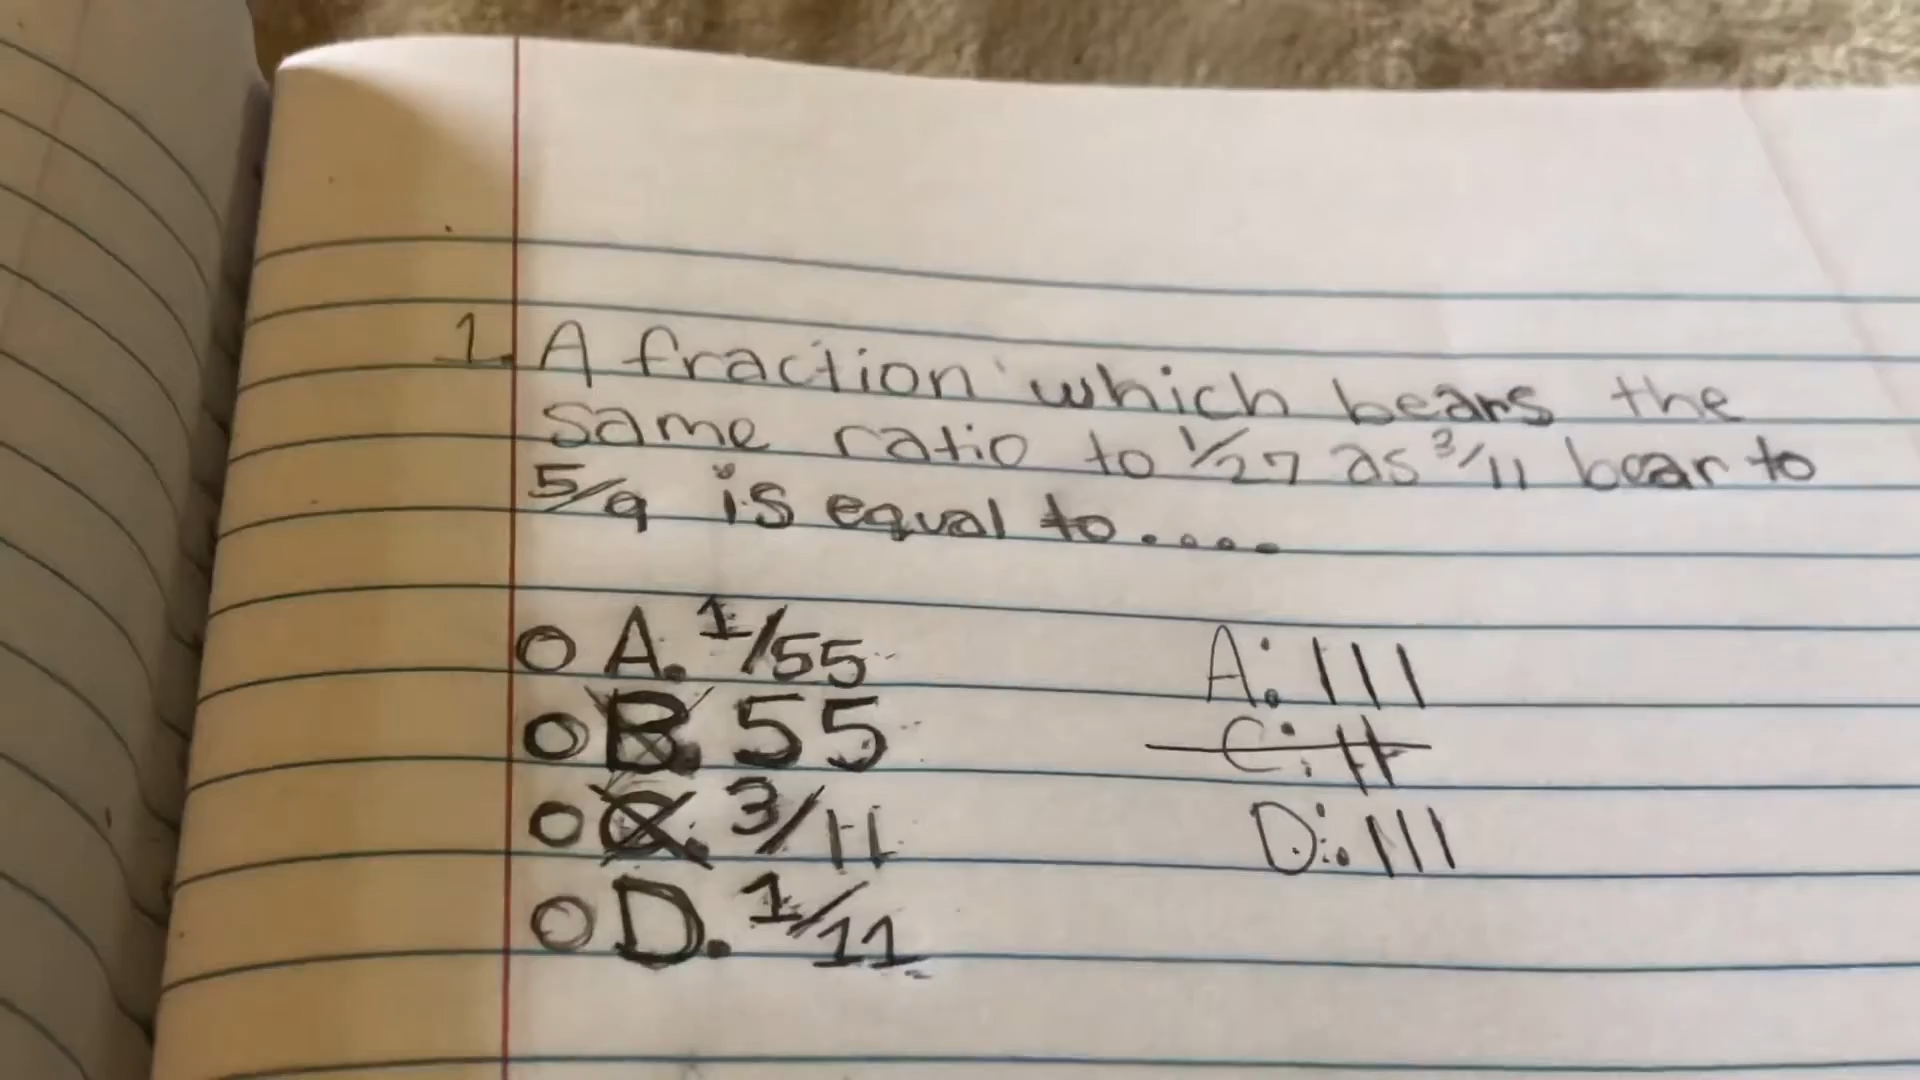 1. A fraction which bears the
same ratio to 1/27 as 3/11 bear to
5/9 is equal to....
A. 1/55
B. 55
C. 3/11
D. 1/11
A: III
C: II
D: III